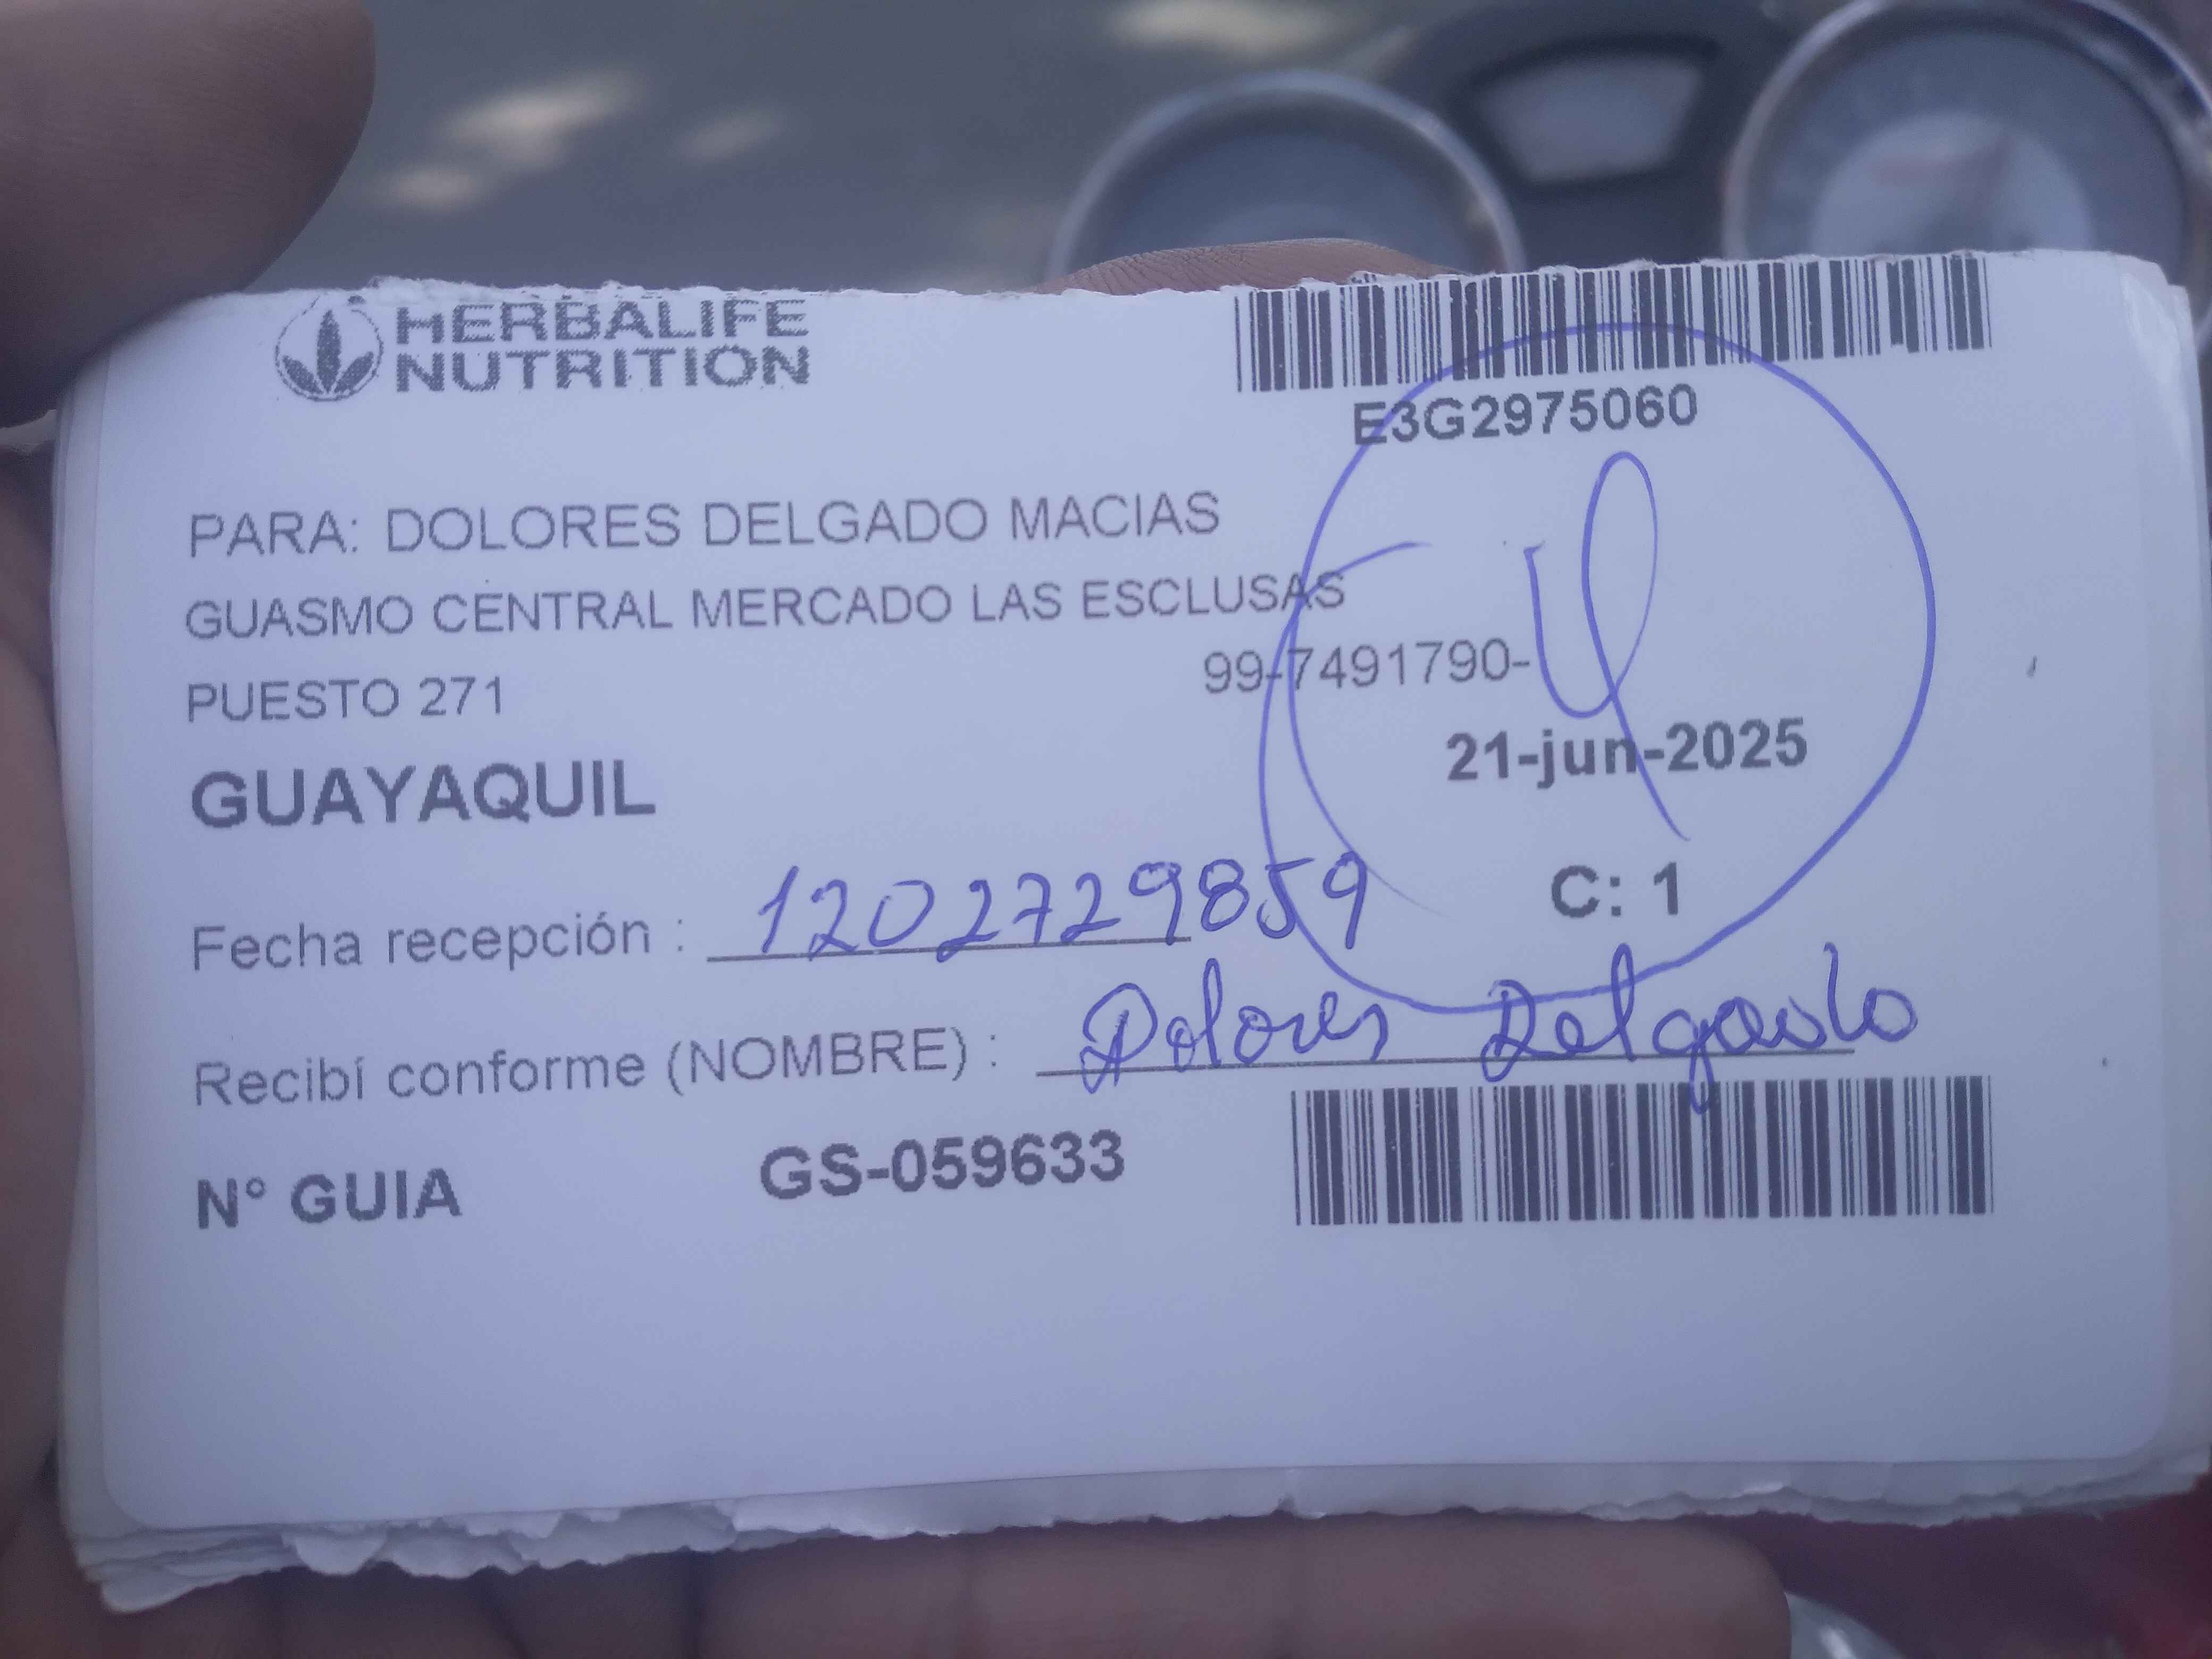 HERBALIFE
NUTRITION
E3G2975060
PARA: DOLORES DELGADO MACIAS
GUASMO CENTRAL MERCADO LAS ESCLUSAS
99-7491790-
PUESTO 271
21-jun-2025
GUAYAQUIL
C: 1
Fecha recepción : 1202729859
Recibí conforme (NOMBRE) : Dolores Delgado
N° GUIA GS-059633